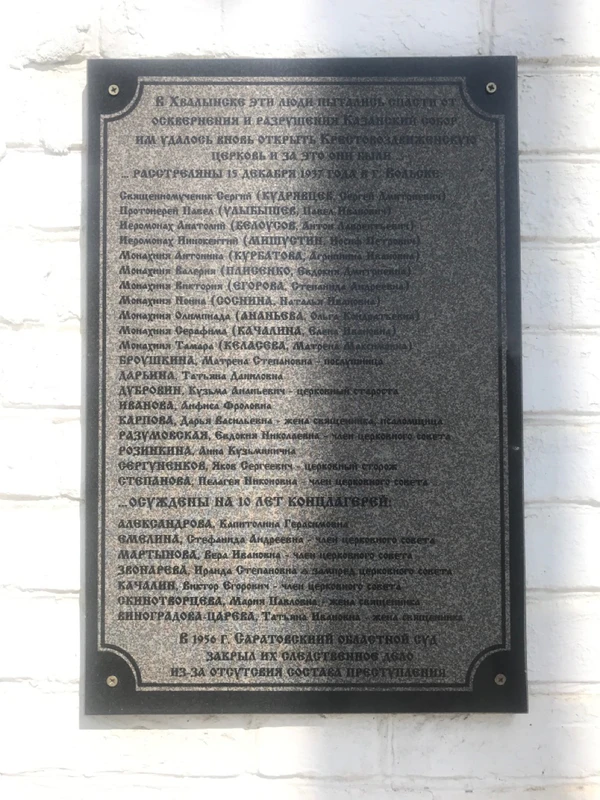 В Хвалынске эти люди пытались спасти от
осквернения и разрушения Казанский собор
им удалось вновь открыть Крестовоздвиженскую
церковь и за это они были ...
... расстреляны 15 декабря 1937 года в г. Вольске
Священномученик Сергий (КУДРЯВЦЕВ, Сергей Дмитриевич)
Протоиерей Павел (УЛЫБЫШЕВ, Павел Иванович)
Иеромонах Анатолий (БЕЛОУСОВ, Антон Лаврентьевич)
Иеромонах Иннокентий (МИШУСТИН, Иосиф Петрович)
Монахиня Антонина (КУРБАТОВА, Агриппина Ивановна)
Монахиня Валерия (ПЛИСЕНКО, Евдокия Дмитриевна)
Монахиня Виктория (ЕГОРОВА, Степанида Андреевна)
Монахиня Нонна (СОСНИНА, Наталья Ивановна)
Монахиня Олимпиада (АНАНЬЕВА, Ольга Кондратьевна)
Монахиня Серафима (КАЧАЛИНА, Елена Ивановна)
Монахиня Тамара (КЕЛАСЕВА, Матрена Максимовна)
БРОУШКИНА, Матрена Степановна - послушница
ДАРЬИНА, Татьяна Даниловна
ДУБРОВИН, Кузьма Ананьевич - церковный староста
ИВАНОВА, Анфиса Фроловна
КАРПОВА, Дарья Васильевна - жена священника, псаломщица
РАЗУМОВСКАЯ, Евдокия Николаевна - член церковного совета
РОЗИНКИНА, Анна Кузьминична
СЕРГУНЕНКОВ, Яков Сергеевич - церковный сторож
СТЕПАНОВА, Пелагея Никоновна - член церковного совета
...осуждены на 10 лет концлагерей:
АЛЕКСАНДРОВА, Капитолина Герасимовна
ЕМЕЛИНА, Стефанида Андреевна - член церковного совета
МАРТЫНОВА, Вера Ивановна - член церковного совета
ЗВОНАРЕВА, Ираида Степановна - зампред церковного совета
КАЧАЛИН, Виктор Егорович - член церковного совета
СКИНОТВОРЦЕВА, Мария Павловна - жена священника
ВИНОГРАДОВА-ЦАРЕВА, Татьяна Ивановна - жена священника
В 1956 г. Саратовскний областной суд
закрыл их следственное дело
из-за отсутсвия состава преступления